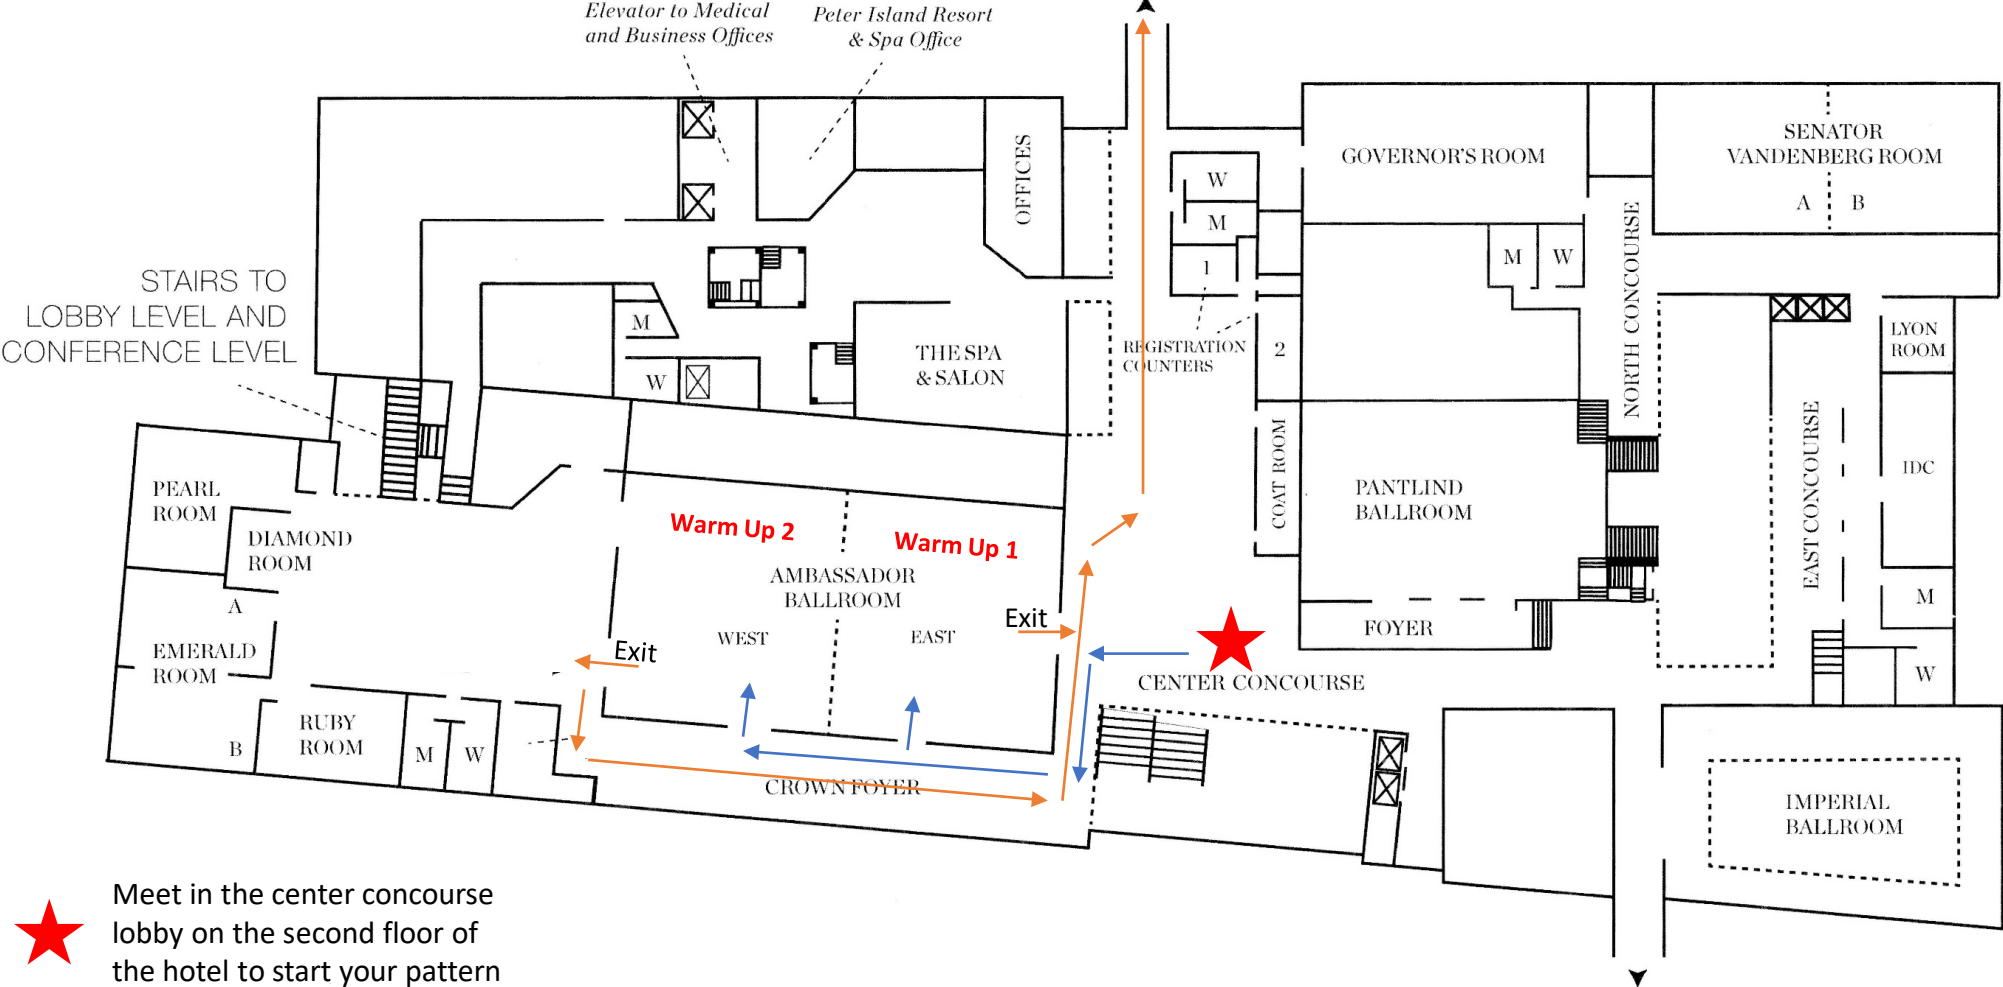 Elevator to Medical
and Business Offices
Peter Island Resort
& Spa Office
OFFICES
W
M
1
REGISTRATION
COUNTERS
2
COAT ROOM
GOVERNOR'S ROOM
SENATOR
VANDENBERG ROOM
A
B
M
W
NORTH CONCOURSE
LYON
ROOM
IDC
EAST CONCOURSE
M
W
STAIRS TO
LOBBY LEVEL AND
CONFERENCE LEVEL
M
W
THE SPA
& SALON
PEARL
ROOM
DIAMOND
ROOM
A
EMERALD
ROOM
B
RUBY
ROOM
M
W
Warm Up 2
Warm Up 1
AMBASSADOR
BALLROOM
WEST
EAST
Exit
Exit
CROWN FOYER
PANTLIND
BALLROOM
FOYER
CENTER CONCOURSE
IMPERIAL
BALLROOM
Meet in the center concourse
lobby on the second floor of
the hotel to start your pattern